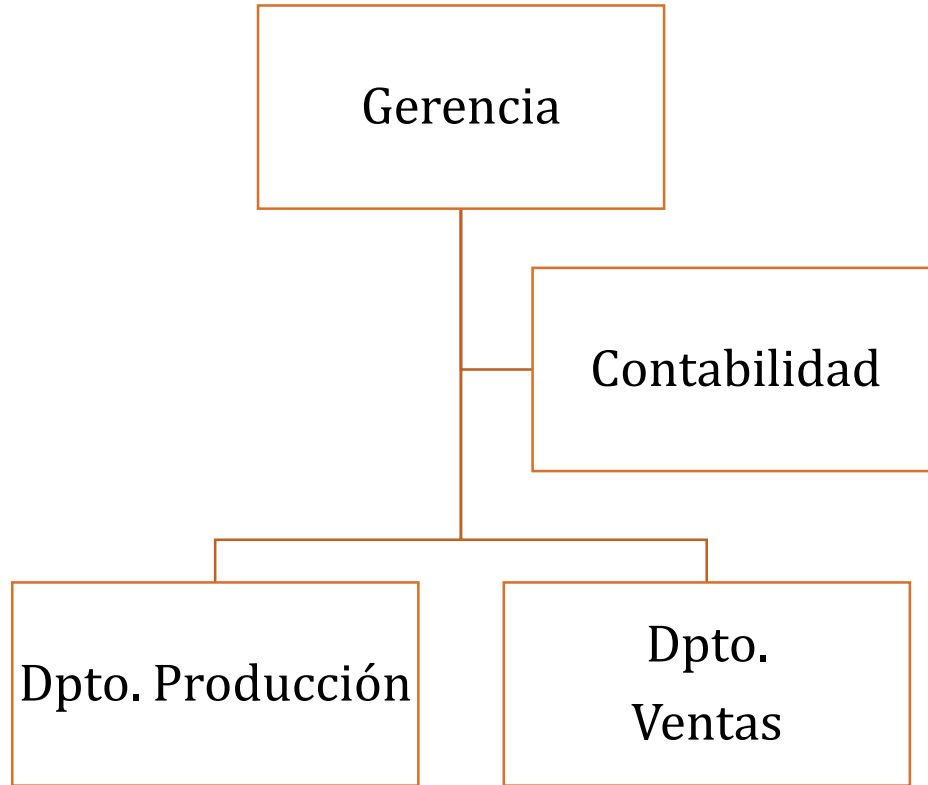 Gerencia
Contabilidad
Dpto. Producción
Dpto.
Ventas